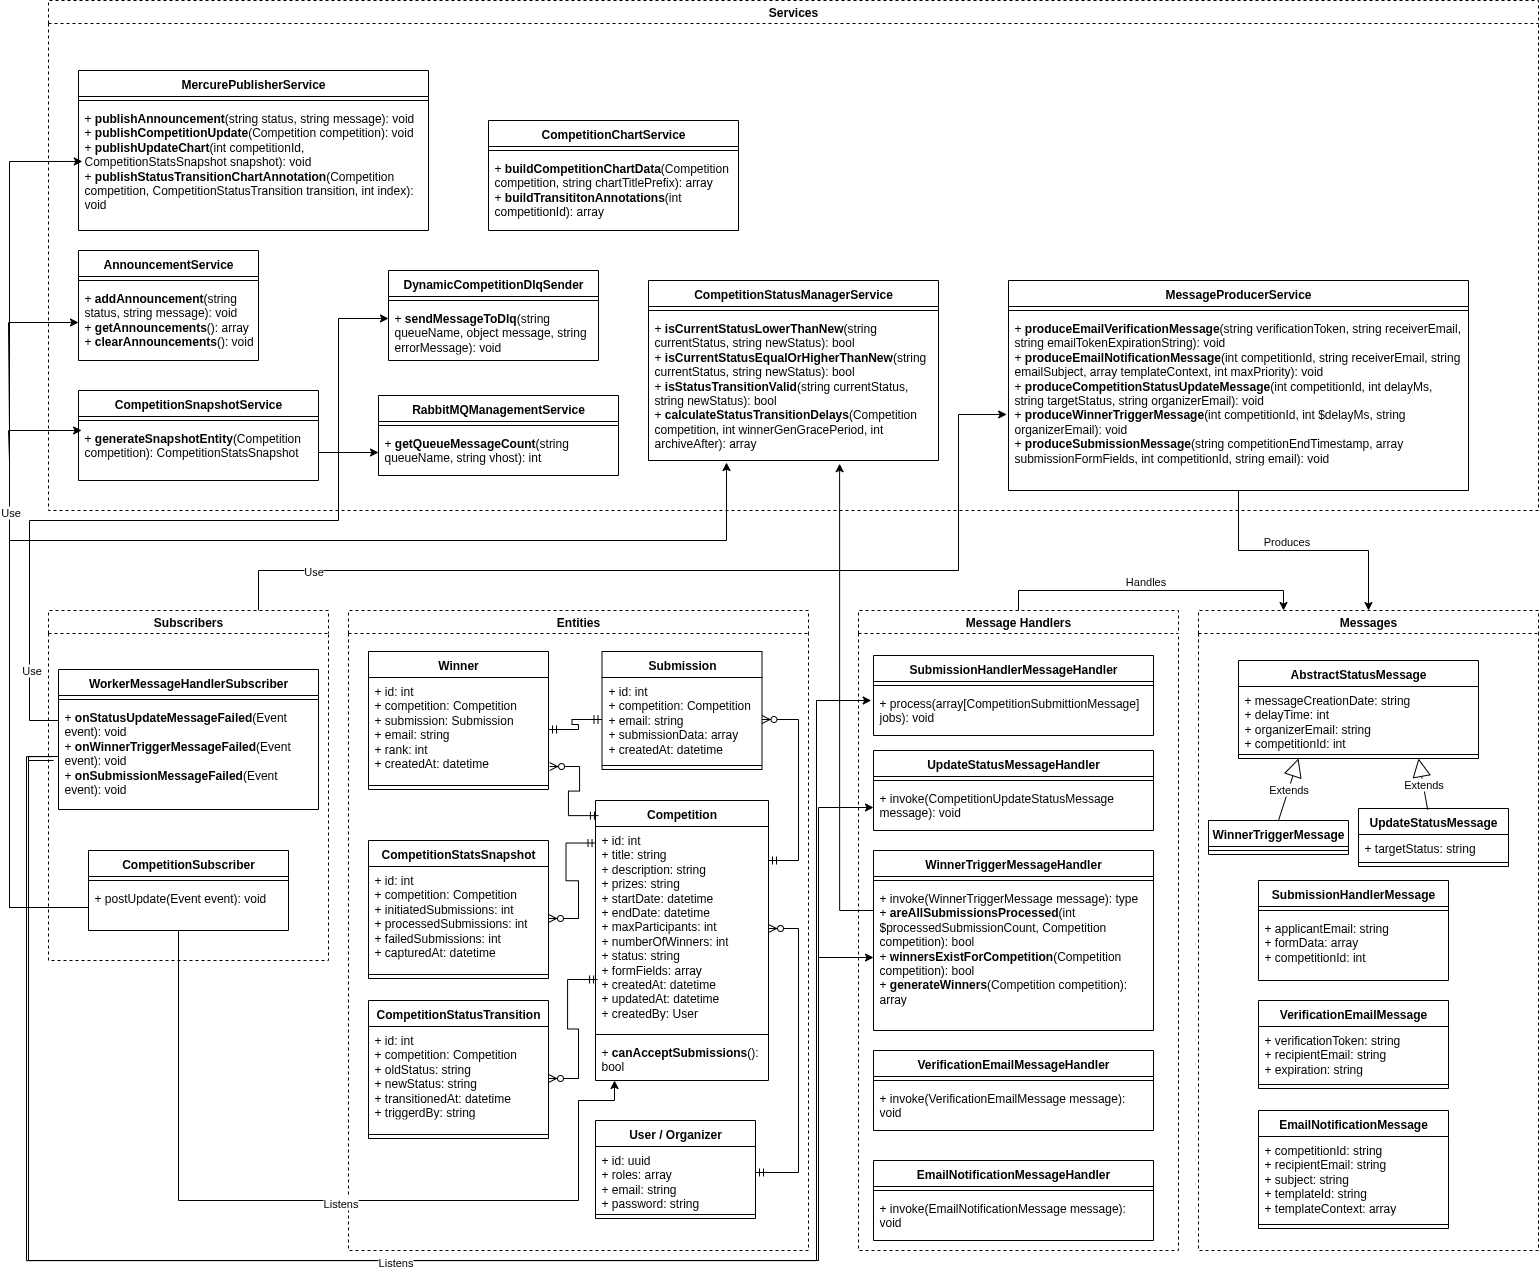 Services
MercurePublisherService
+ publishAnnouncement(string status, string message): void
+ publishCompetitionUpdate(Competition competition): void
+ publishUpdateChart(int competitionId,
CompetitionStatsSnapshot snapshot): void
+ publishStatusTransitionChartAnnotation(Competition
competition, CompetitionStatusTransition transition, int index):
void
CompetitionChartService
+ buildCompetitionChartData(Competition
competition, string chartTitlePrefix): array
+ buildTransititonAnnotations(int
competitionId): array
AnnouncementService
+ addAnnouncement(string
status, string message): void
+ getAnnouncements(): array
+ clearAnnouncements(): void
DynamicCompetitionDlqSender
+ sendMessageToDlq(string
queueName, object message, string
errorMessage): void
CompetitionStatusManagerService
+ isCurrentStatusLowerThanNew(string
currentStatus, string newStatus): bool
+ isCurrentStatusEqualOrHigherThanNew(string
currentStatus, string newStatus): bool
+ isStatusTransitionValid(string currentStatus,
string newStatus): bool
+ calculateStatusTransitionDelays(Competition
competition, int winnerGenGracePeriod, int
archiveAfter): array
MessageProducerService
+ produceEmailVerificationMessage(string verificationToken, string receiverEmail,
string emailTokenExpirationString): void
+ produceEmailNotificationMessage(int competitionId, string receiverEmail, string
emailSubject, array templateContext, int maxPriority): void
+ produceCompetitionStatusUpdateMessage(int competitionId, int delayMs,
string targetStatus, string organizerEmail): void
+ produceWinnerTriggerMessage(int competitionId, int $delayMs, string
organizerEmail): void
+ produceSubmissionMessage(string competitionEndTimestamp, array
submissionFormFields, int competitionId, string email): void
CompetitionSnapshotService
+ generateSnapshotEntity(Competition
competition): CompetitionStatsSnapshot
RabbitMQManagementService
+ getQueueMessageCount(string
queueName, string vhost): int
Use
Produces
Use
Handles
Use
Subscribers
WorkerMessageHandlerSubscriber
+ onStatusUpdateMessageFailed(Event
event): void
+ onWinnerTriggerMessageFailed(Event
event): void
+ onSubmissionMessageFailed(Event
event): void
CompetitionSubscriber
+ postUpdate(Event event): void
Entities
Winner
+ id: int
+ competition: Competition
+ submission: Submission
+ email: string
+ rank: int
+ createdAt: datetime
Submission
+ id: int
+ competition: Competition
+ email: string
+ submissionData: array
+ createdAt: datetime
CompetitionStatsSnapshot
+ id: int
+ competition: Competition
+ initiatedSubmissions: int
+ processedSubmissions: int
+ failedSubmissions: int
+ capturedAt: datetime
Competition
+ id: int
+ title: string
+ description: string
+ prizes: string
+ startDate: datetime
+ endDate: datetime
+ maxParticipants: int
+ numberOfWinners: int
+ status: string
+ formFields: array
+ createdAt: datetime
+ updatedAt: datetime
+ createdBy: User
+ canAcceptSubmissions():
bool
CompetitionStatusTransition
+ id: int
+ competition: Competition
+ oldStatus: string
+ newStatus: string
+ transitionedAt: datetime
+ triggerdBy: string
User / Organizer
+ id: uuid
+ roles: array
+ email: string
+ password: string
Listens
Listens
Message Handlers
SubmissionHandlerMessageHandler
+ process(array[CompetitionSubmittionMessage]
jobs): void
UpdateStatusMessageHandler
+ invoke(CompetitionUpdateStatusMessage
message): void
WinnerTriggerMessageHandler
+ invoke(WinnerTriggerMessage message): type
+ areAllSubmissionsProcessed(int
$processedSubmissionCount, Competition
competition): bool
+ winnersExistForCompetition(Competition
competition): bool
+ generateWinners(Competition competition):
array
VerificationEmailMessageHandler
+ invoke(VerificationEmailMessage message):
void
EmailNotificationMessageHandler
+ invoke(EmailNotificationMessage message):
void
Messages
AbstractStatusMessage
+ messageCreationDate: string
+ delayTime: int
+ organizerEmail: string
+ competitionId: int
Extends
Extends
WinnerTriggerMessage
UpdateStatusMessage
+ targetStatus: string
SubmissionHandlerMessage
+ applicantEmail: string
+ formData: array
+ competitionId: int
VerificationEmailMessage
+ verificationToken: string
+ recipientEmail: string
+ expiration: string
EmailNotificationMessage
+ competitionId: string
+ recipientEmail: string
+ subject: string
+ templateId: string
+ templateContext: array